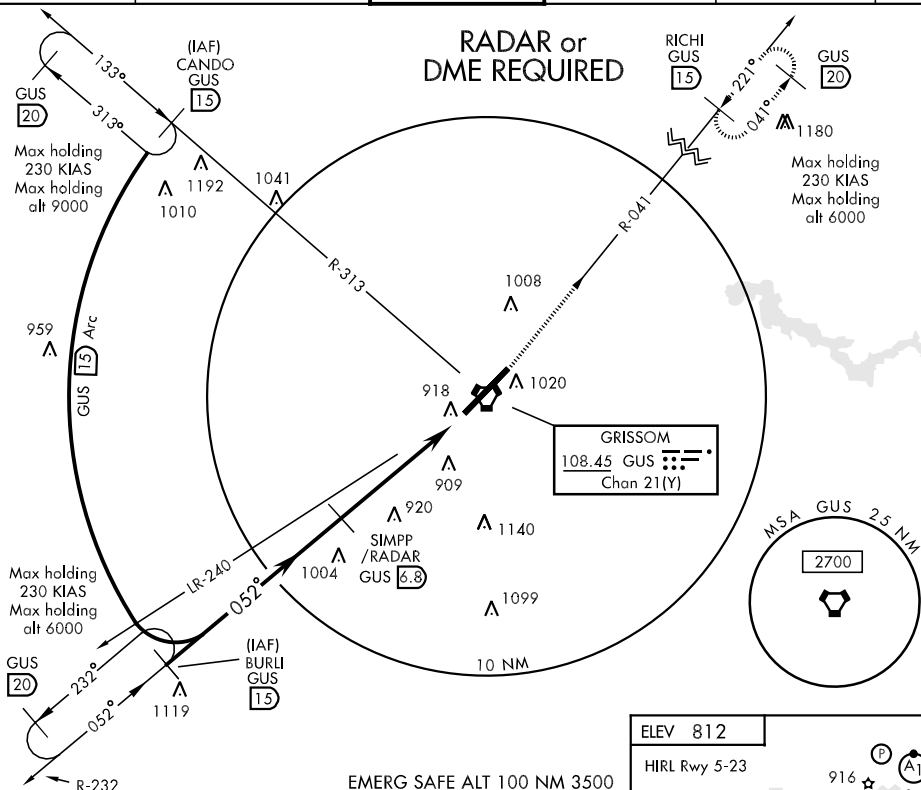 RADAR or
DME REQUIRED
133°
313°
(IAF)
CANDO
GUS
15
GUS
20
Max holding
230 KIAS
Max holding
alt 9000
1192
1010
1041
R-313
RICHI
GUS
15
221°
041°
GUS
20
1180
Max holding
230 KIAS
Max holding
alt 6000
R-041
1008
959
GUS 15 Arc
918
1020
GRISSOM
108.45 GUS
Chan 21(Y)
909
920
1140
SIMPP
/RADAR
GUS 6.8
1004
LR-240
052°
1099
10 NM
MSA GUS 25 NM
2700
Max holding
230 KIAS
Max holding
alt 6000
GUS
20
232°
052°
(IAF)
BURLI
GUS
15
1119
R-232
EMERG SAFE ALT 100 NM 3500
ELEV 812
HIRL Rwy 5-23
P
A1
916